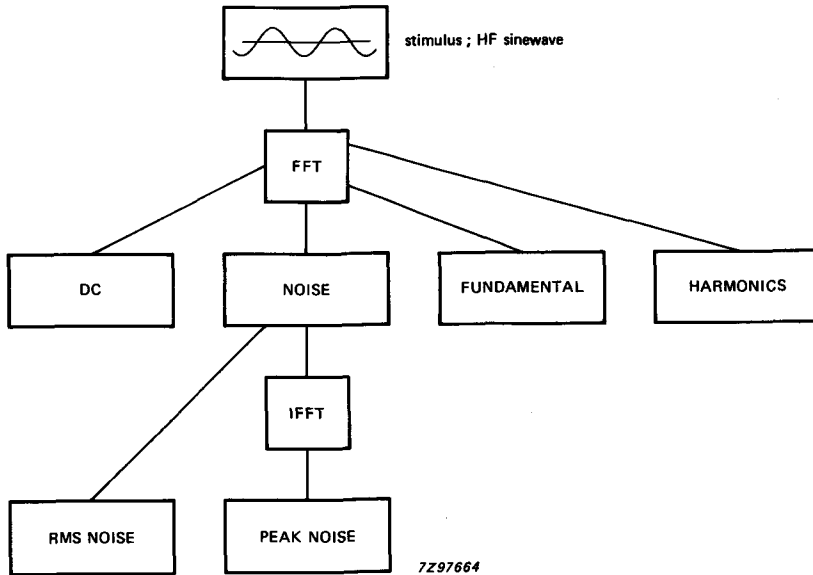 stimulus ; HF sinewave
FFT
DC
NOISE
FUNDAMENTAL
HARMONICS
IFFT
RMS NOISE
PEAK NOISE
7Z97664